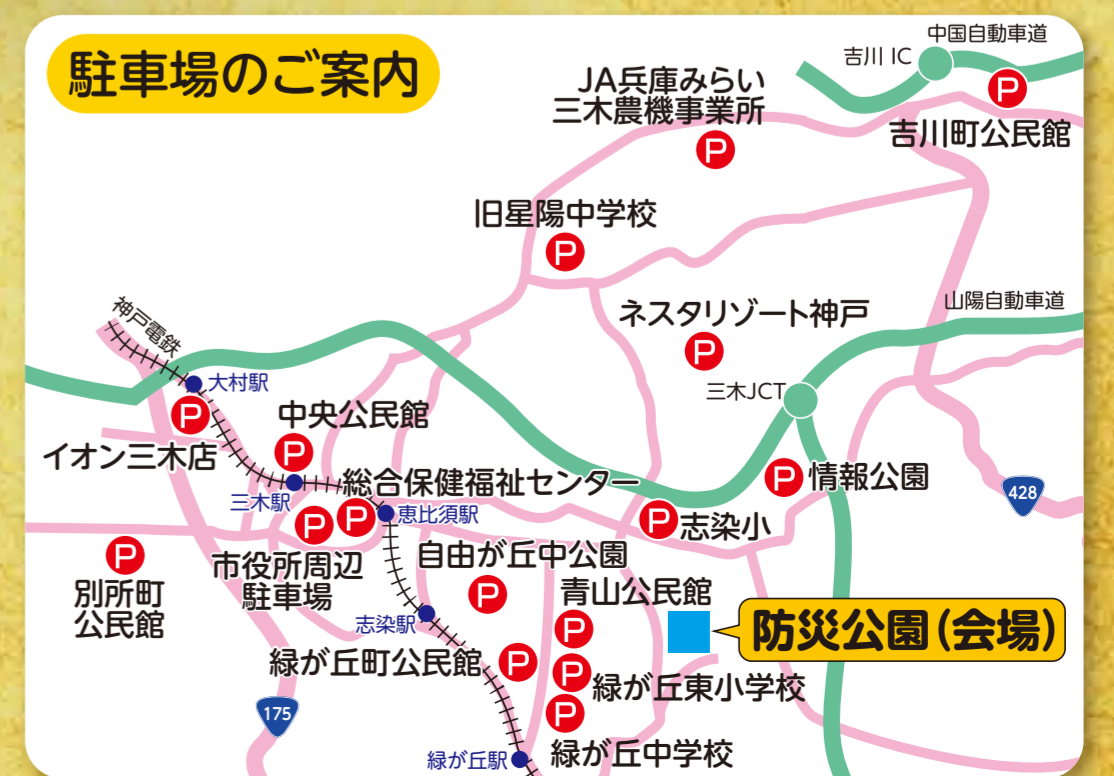 駐車場のご案内
中国自動車道
吉川 IC
P
吉川町公民館
JA兵庫みらい
三木農機事業所
P
旧星陽中学校
P
ネスタリゾート神戸
P
山陽自動車道
三木JCT
神戸電鉄
大村駅
P
イオン三木店
中央公民館
P
三木駅
総合保健福祉センター
P
恵比須駅
P
市役所周辺
駐車場
P
情報公園
428
P
志染小
P
別所町
公民館
自由が丘中公園
P
青山公民館
P
防災公園(会場)
志染駅
緑が丘町公民館
P
P
緑が丘東小学校
P
緑が丘中学校
175
緑が丘駅